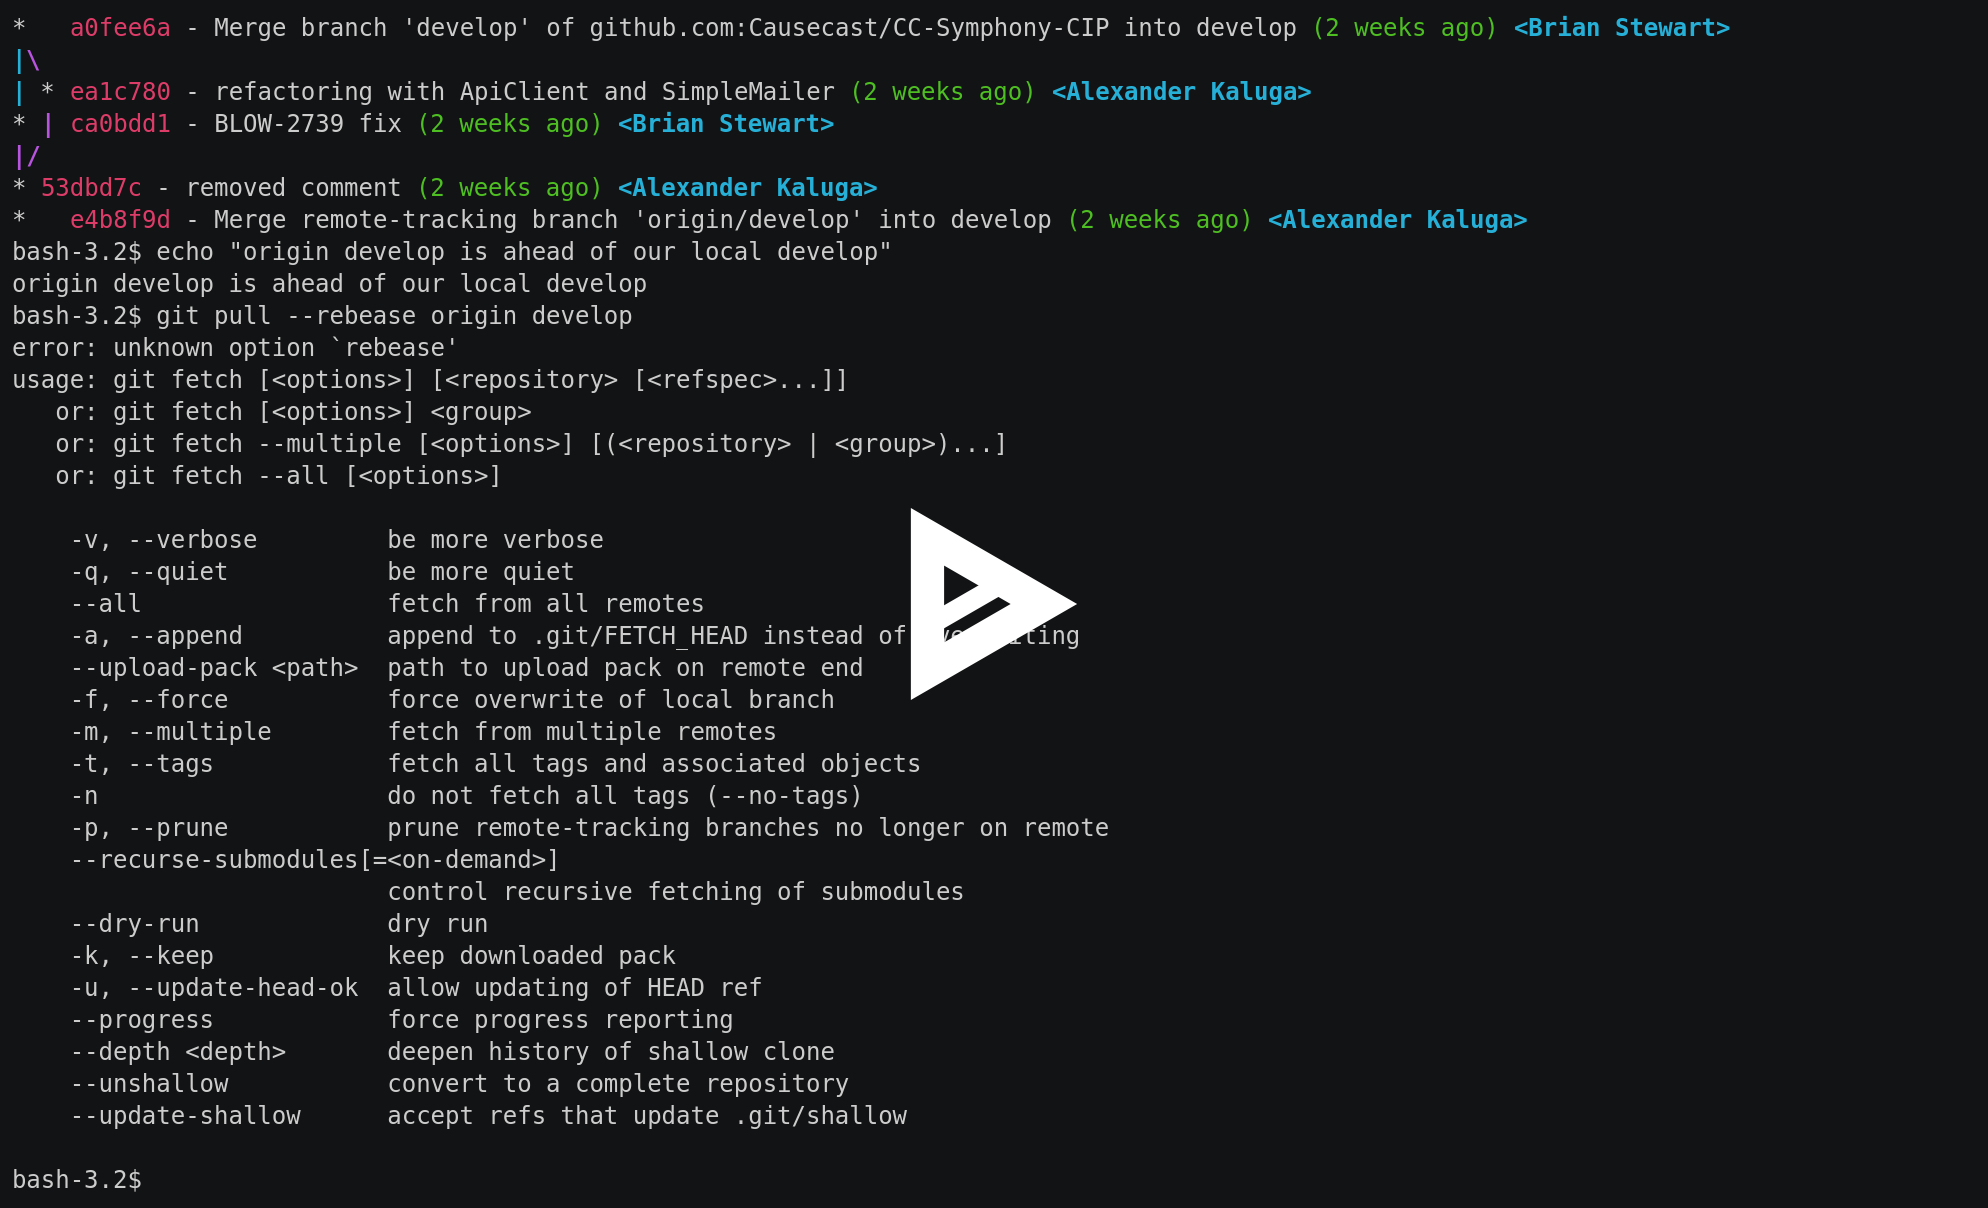 *   a0fee6a - Merge branch 'develop' of github.com:Causecast/CC-Symphony-CIP into develop (2 weeks ago) <Brian Stewart>
|\
| * ea1c780 - refactoring with ApiClient and SimpleMailer (2 weeks ago) <Alexander Kaluga>
* | ca0bdd1 - BLOW-2739 fix (2 weeks ago) <Brian Stewart>
|/
* 53dbd7c - removed comment (2 weeks ago) <Alexander Kaluga>
*   e4b8f9d - Merge remote-tracking branch 'origin/develop' into develop (2 weeks ago) <Alexander Kaluga>
bash-3.2$ echo "origin develop is ahead of our local develop"
origin develop is ahead of our local develop
bash-3.2$ git pull --rebease origin develop
error: unknown option `rebease'
usage: git fetch [<options>] [<repository> [<refspec>...]]
   or: git fetch [<options>] <group>
   or: git fetch --multiple [<options>] [(<repository> | <group>)...]
   or: git fetch --all [<options>]

    -v, --verbose         be more verbose
    -q, --quiet           be more quiet
    --all                 fetch from all remotes
    -a, --append          append to .git/FETCH_HEAD instead of
    --upload-pack <path>  path to upload pack on remote end
    -f, --force           force overwrite of local branch
    -m, --multiple        fetch from multiple remotes
    -t, --tags            fetch all tags and associated objects
    -n                    do not fetch all tags (--no-tags)
    -p, --prune           prune remote-tracking branches no longer on remote
    --recurse-submodules[=<on-demand>]
                          control recursive fetching of submodules
    --dry-run             dry run
    -k, --keep            keep downloaded pack
    -u, --update-head-ok  allow updating of HEAD ref
    --progress            force progress reporting
    --depth <depth>       deepen history of shallow clone
    --unshallow           convert to a complete repository
    --update-shallow      accept refs that update .git/shallow

bash-3.2$